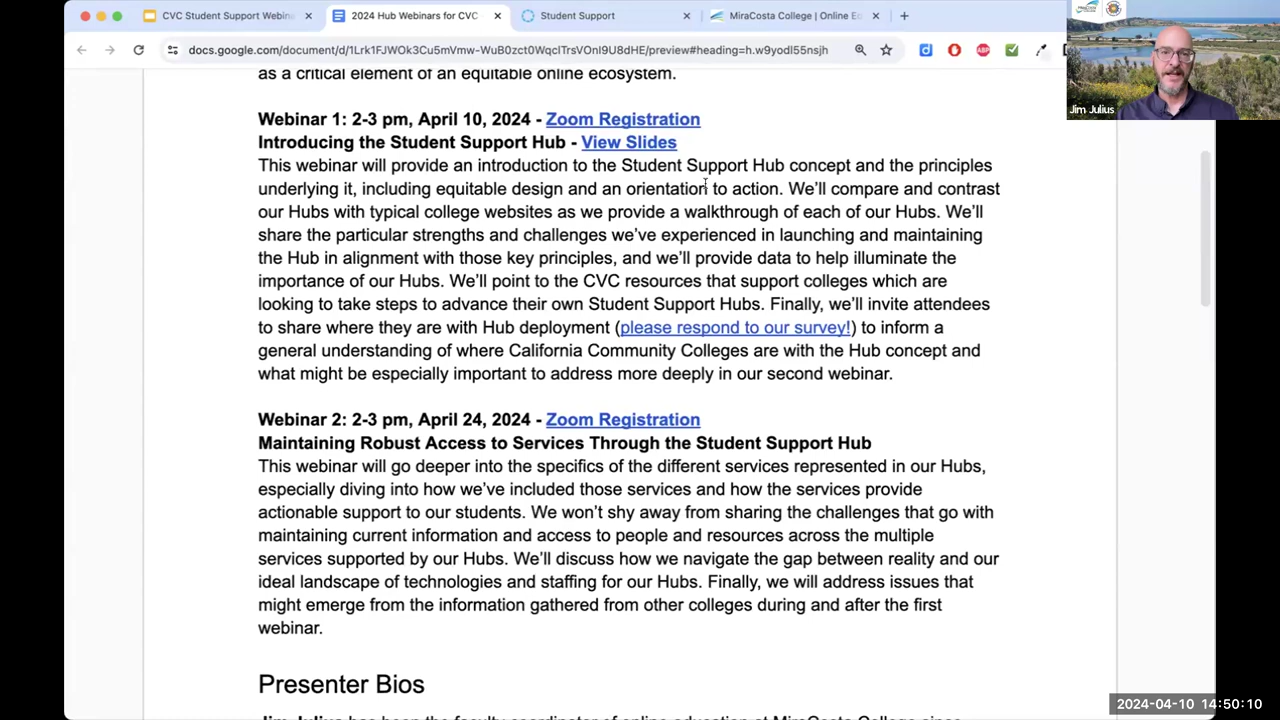 CVC Student Support Webina
2024 Hub Webinars for CVC
Student Support
MiraCosta College | Online Ed
docs.google.com/document/d/1Lrk1FJWOk3Cu5mVmw-WuB0zct0WqclTrsVOnI9U8dHE/preview#heading=h.w9yodl55nsjh
Jim Julius
as a critical element of an equitable online ecosystem.
Webinar 1: 2-3 pm, April 10, 2024 - Zoom Registration
Introducing the Student Support Hub - View Slides
This webinar will provide an introduction to the Student Support Hub concept and the principles
underlying it, including equitable design and an orientation to action. We'll compare and contrast
our Hubs with typical college websites as we provide a walkthrough of each of our Hubs. We'll
share the particular strengths and challenges we've experienced in launching and maintaining
the Hub in alignment with those key principles, and we'll provide data to help illuminate the
importance of our Hubs. We'll point to the CVC resources that support colleges which are
looking to take steps to advance their own Student Support Hubs. Finally, we'll invite attendees
to share where they are with Hub deployment (please respond to our survey!) to inform a
general understanding of where California Community Colleges are with the Hub concept and
what might be especially important to address more deeply in our second webinar.
Webinar 2: 2-3 pm, April 24, 2024 - Zoom Registration
Maintaining Robust Access to Services Through the Student Support Hub
This webinar will go deeper into the specifics of the different services represented in our Hubs,
especially diving into how we've included those services and how the services provide
actionable support to our students. We won't shy away from sharing the challenges that go with
maintaining current information and access to people and resources across the multiple
services supported by our Hubs. We'll discuss how we navigate the gap between reality and our
ideal landscape of technologies and staffing for our Hubs. Finally, we will address issues that
might emerge from the information gathered from other colleges during and after the first
webinar.
Presenter Bios
Jim Julius has been the faculty coordinator of online education at MiraCosta College since
2024-04-10 14:50:10